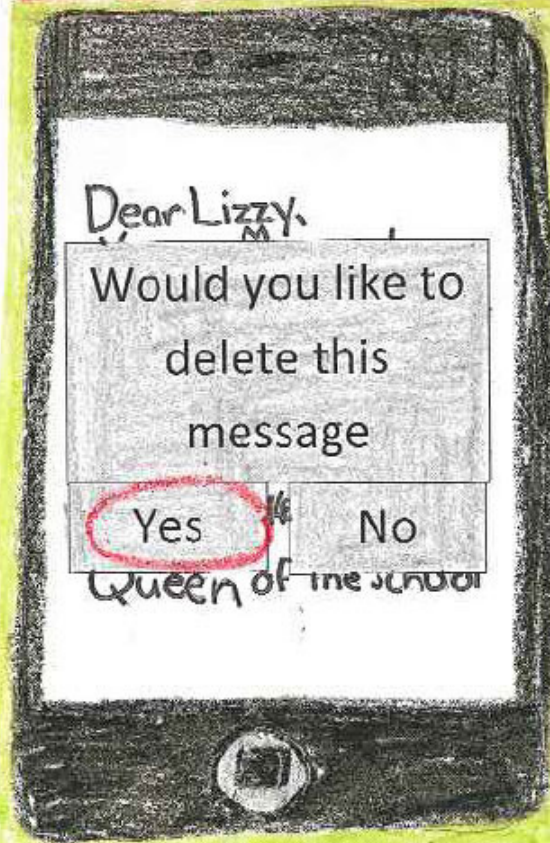 Dear Lizzy,
Would you like to
delete this
message
Yes No
Queen of the school